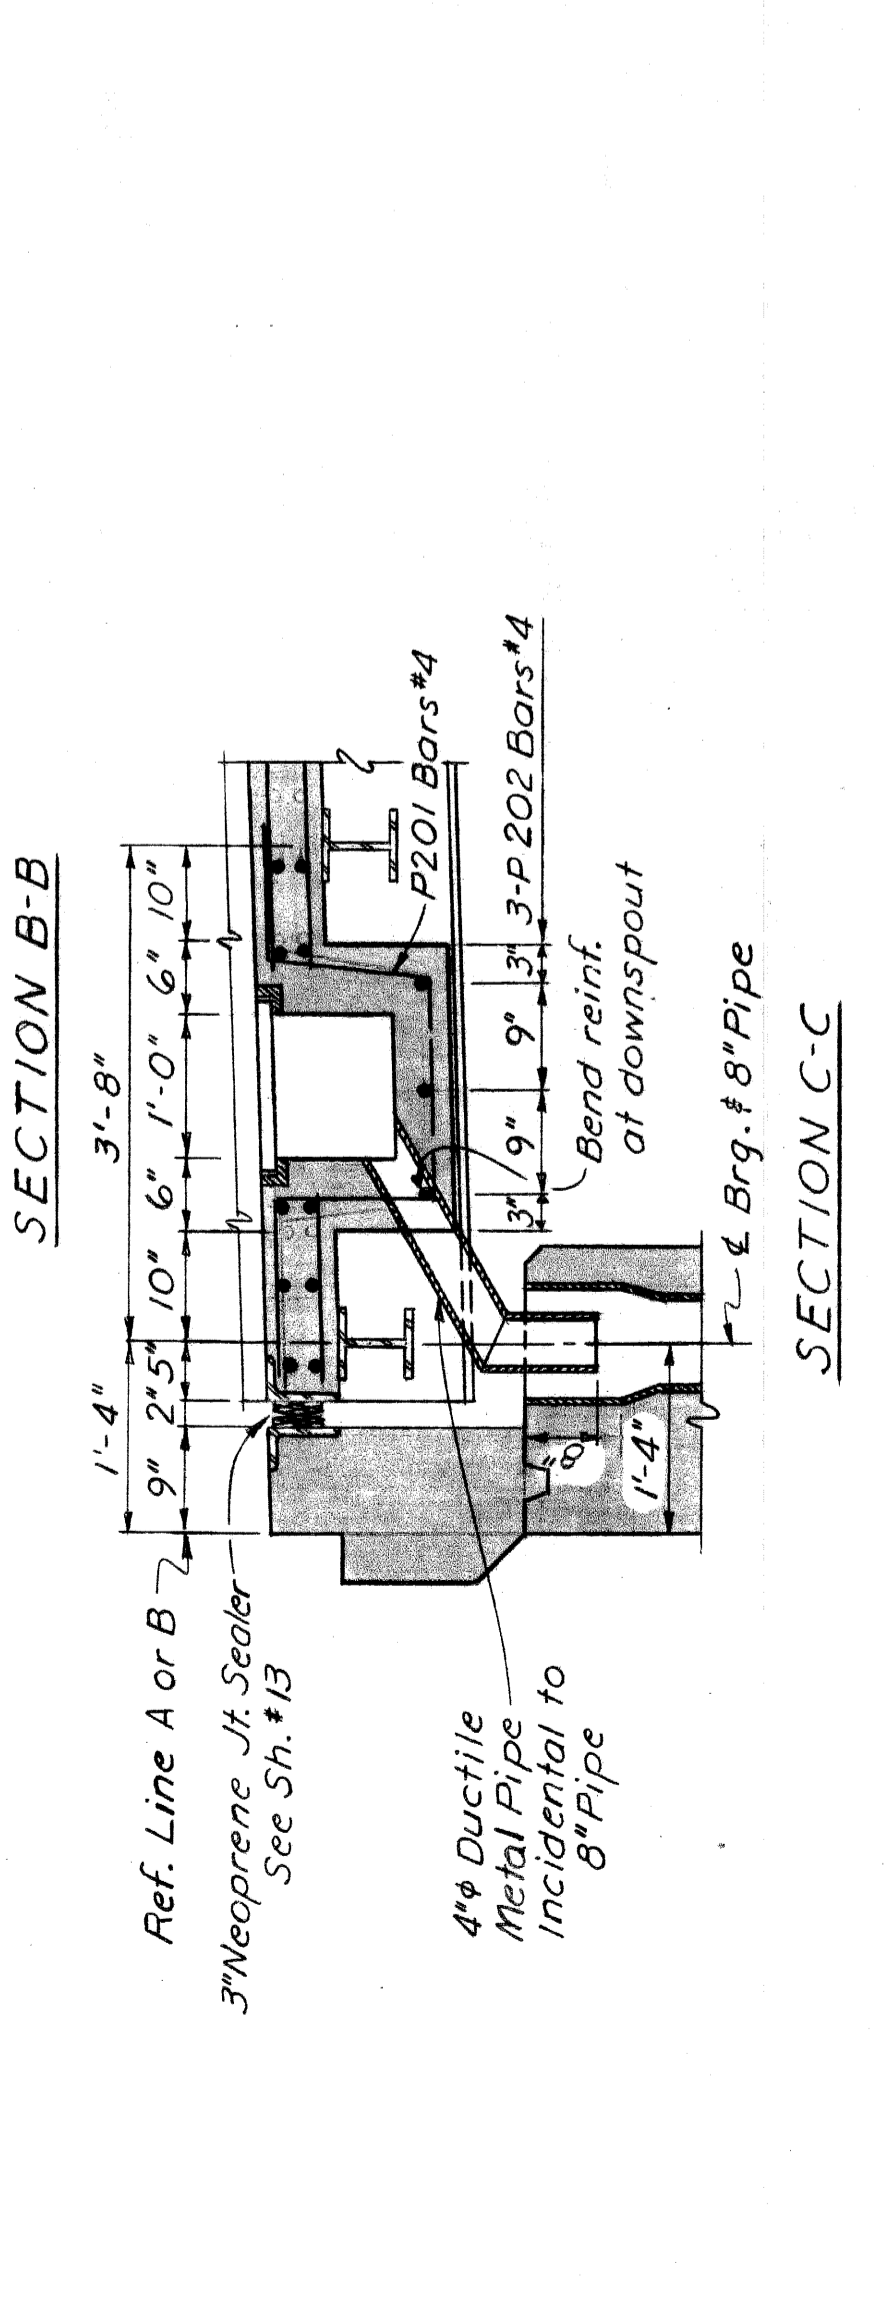 SECTION B-B
1'-4"
3'-8"
Ref. Line A or B
9"
2"
5"
10"
6"
1'-0"
6"
10"
3"Neoprene Jt. Sealer
See Sh. #13
P201 Bars #4
4"φ Ductile
Metal Pipe
Incidental to
8"Pipe
3"
9"
9"
3"
3-P202 Bars #4
Bend reinf.
at downspout
8"
1'-4"
℄ Brg. & 8"Pipe
SECTION C-C